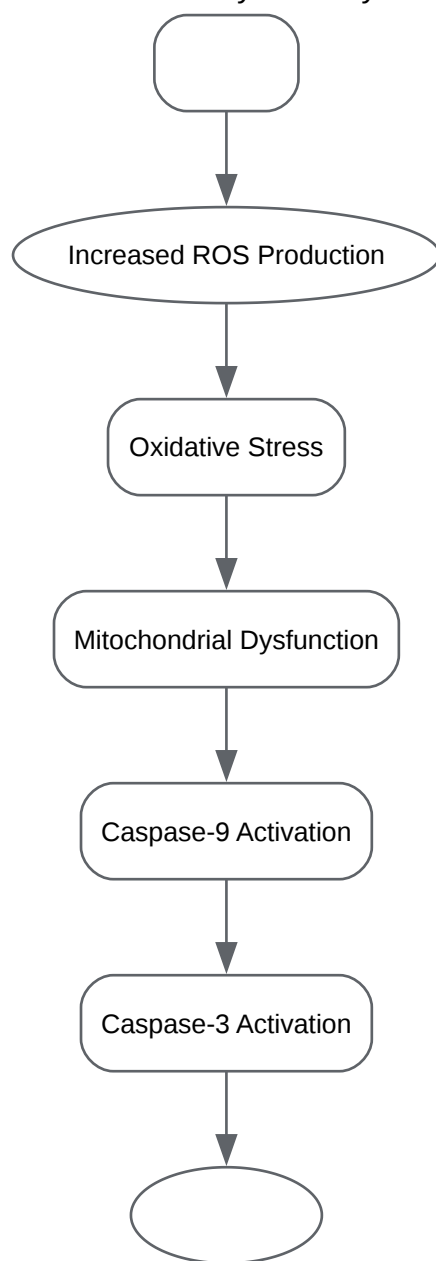 Increased ROS Production
Oxidative Stress
Mitochondrial Dysfunction
Caspase-9 Activation
Caspase-3 Activation